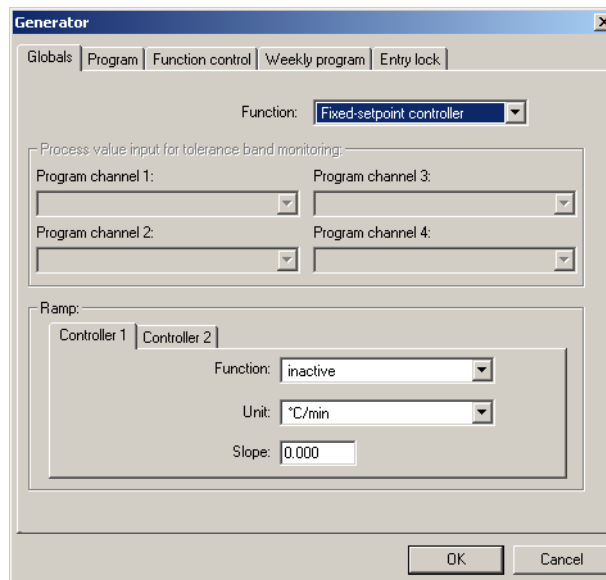 Generator
Globals Program Function control Weekly program Entry lock
Function: Fixed-setpoint controller
Process value input for tolerance band monitoring:
Program channel 1: Program channel 3:
Program channel 2: Program channel 4:
Ramp:
Controller 1 Controller 2
Function: inactive
Unit: °C/min
Slope: 0.000
OK Cancel